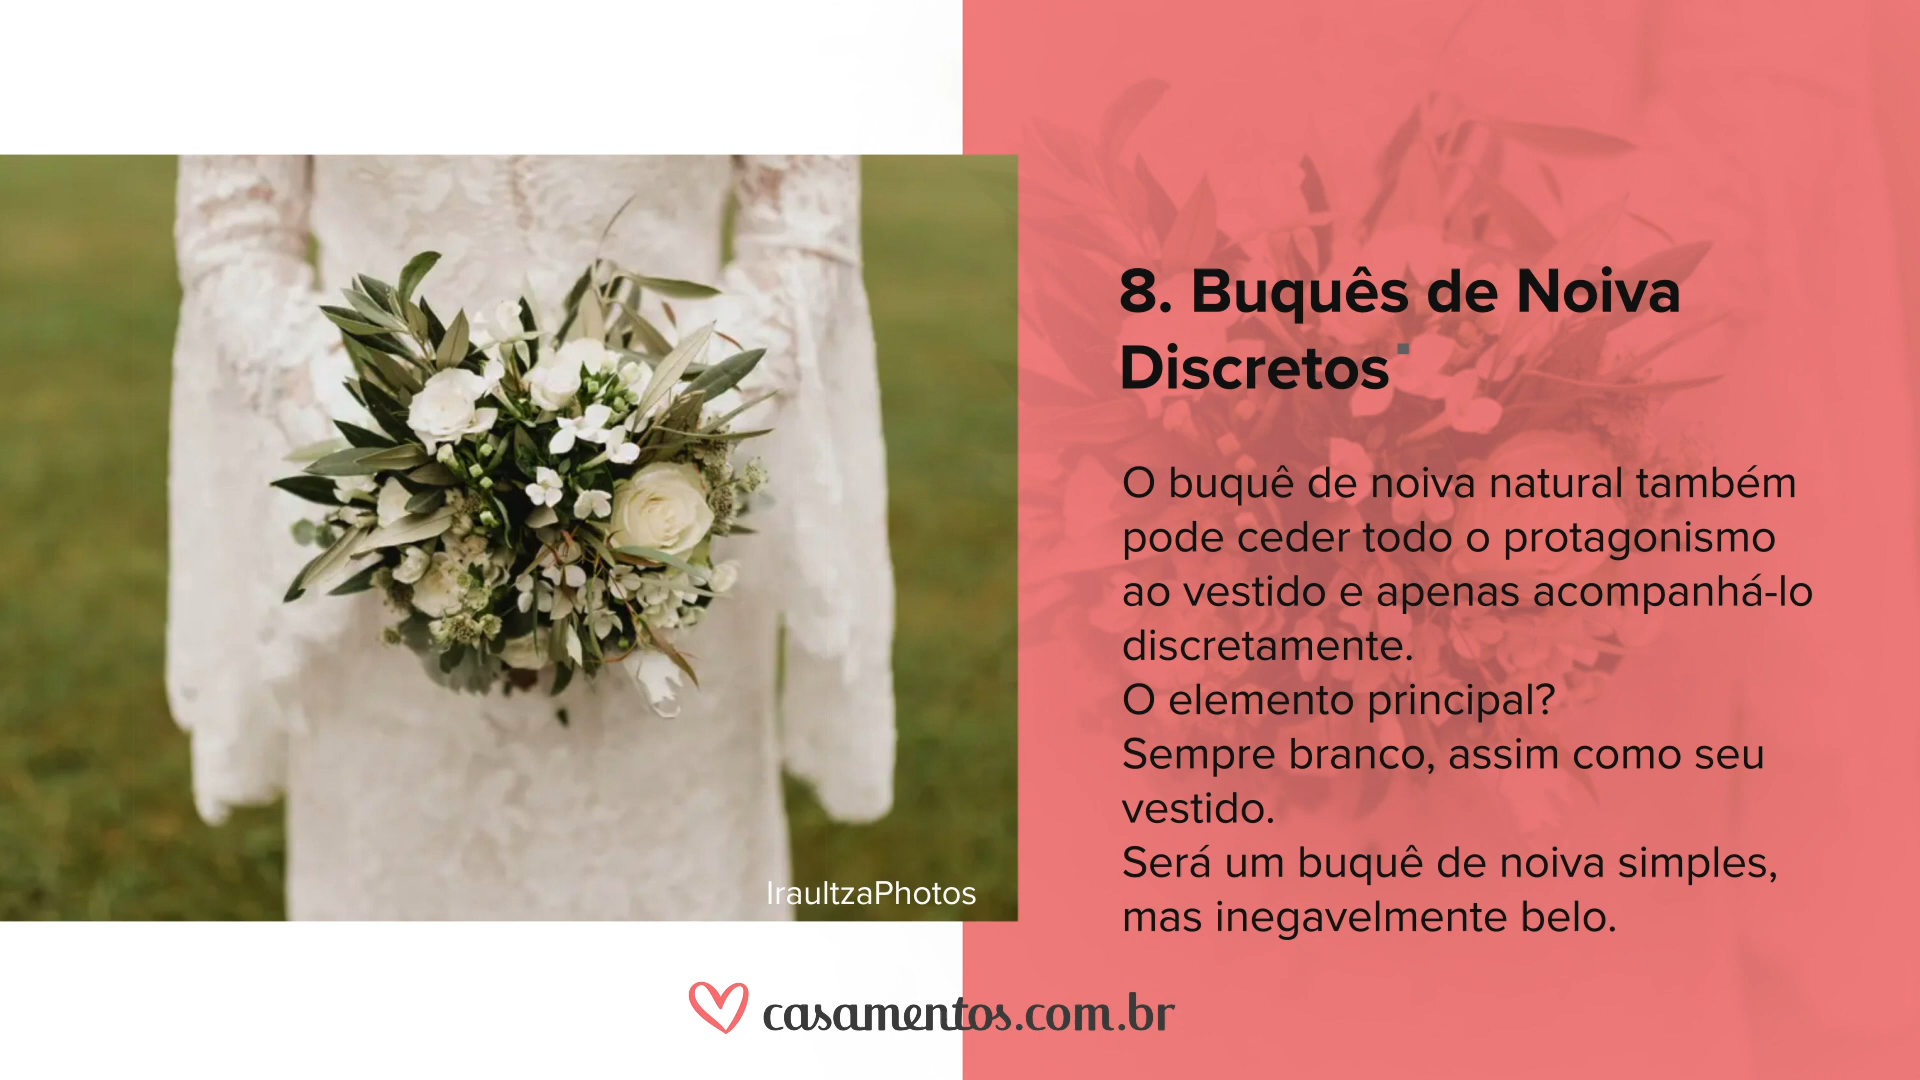 8. Buquês de Noiva
Discretos
O buquê de noiva natural também
pode ceder todo o protagonismo
ao vestido e apenas acompanhá-lo
discretamente.
O elemento principal?
Sempre branco, assim como seu
vestido.
Será um buquê de noiva simples,
mas inegavelmente belo.
IraultzaPhotos
casamentos.com.br